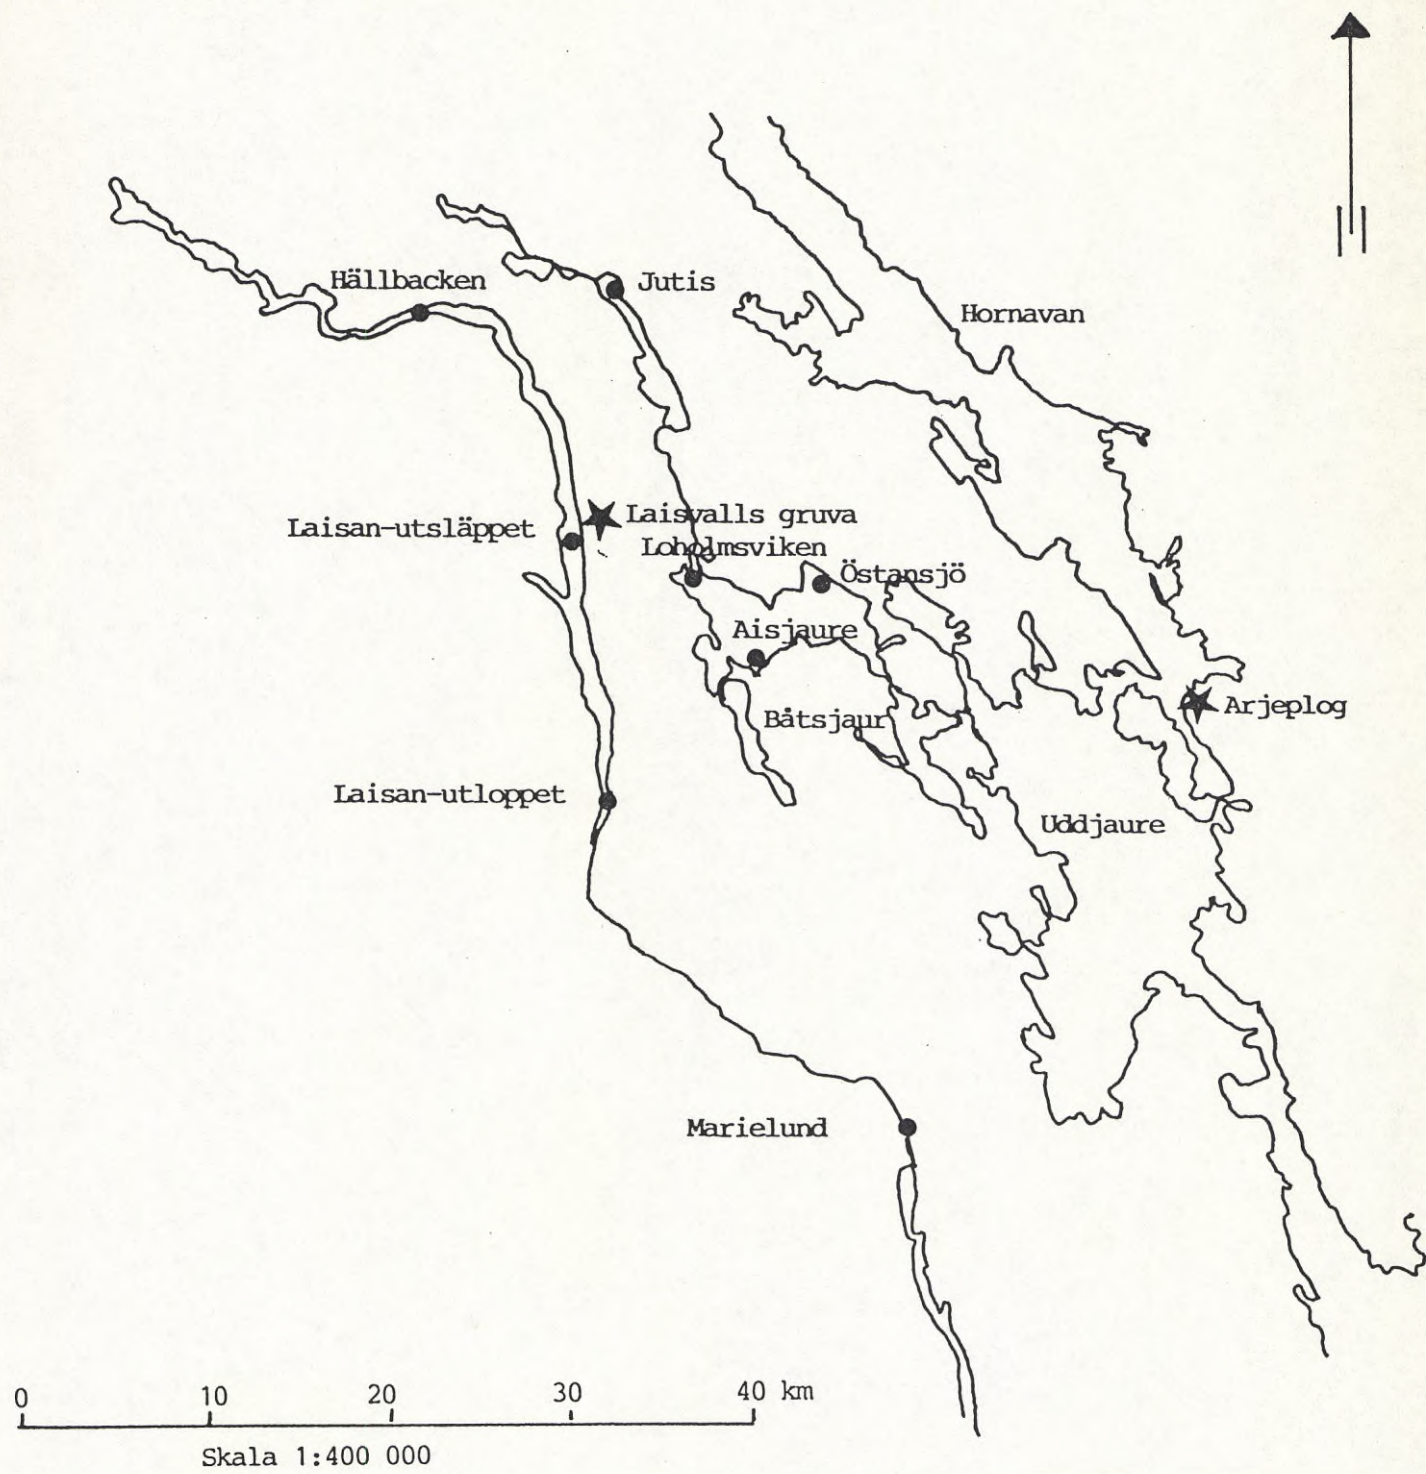 Hällbacken
Jutis
Hornavan
Laisvalls gruva
Laisan-utsläppet
Loholmsviken
Östansjö
Aisjaure
Båtsjaur
Arjeplog
Laisan-utloppet
Uddjaure
Marielund
0 10 20 30 40 km
Skala 1:400 000